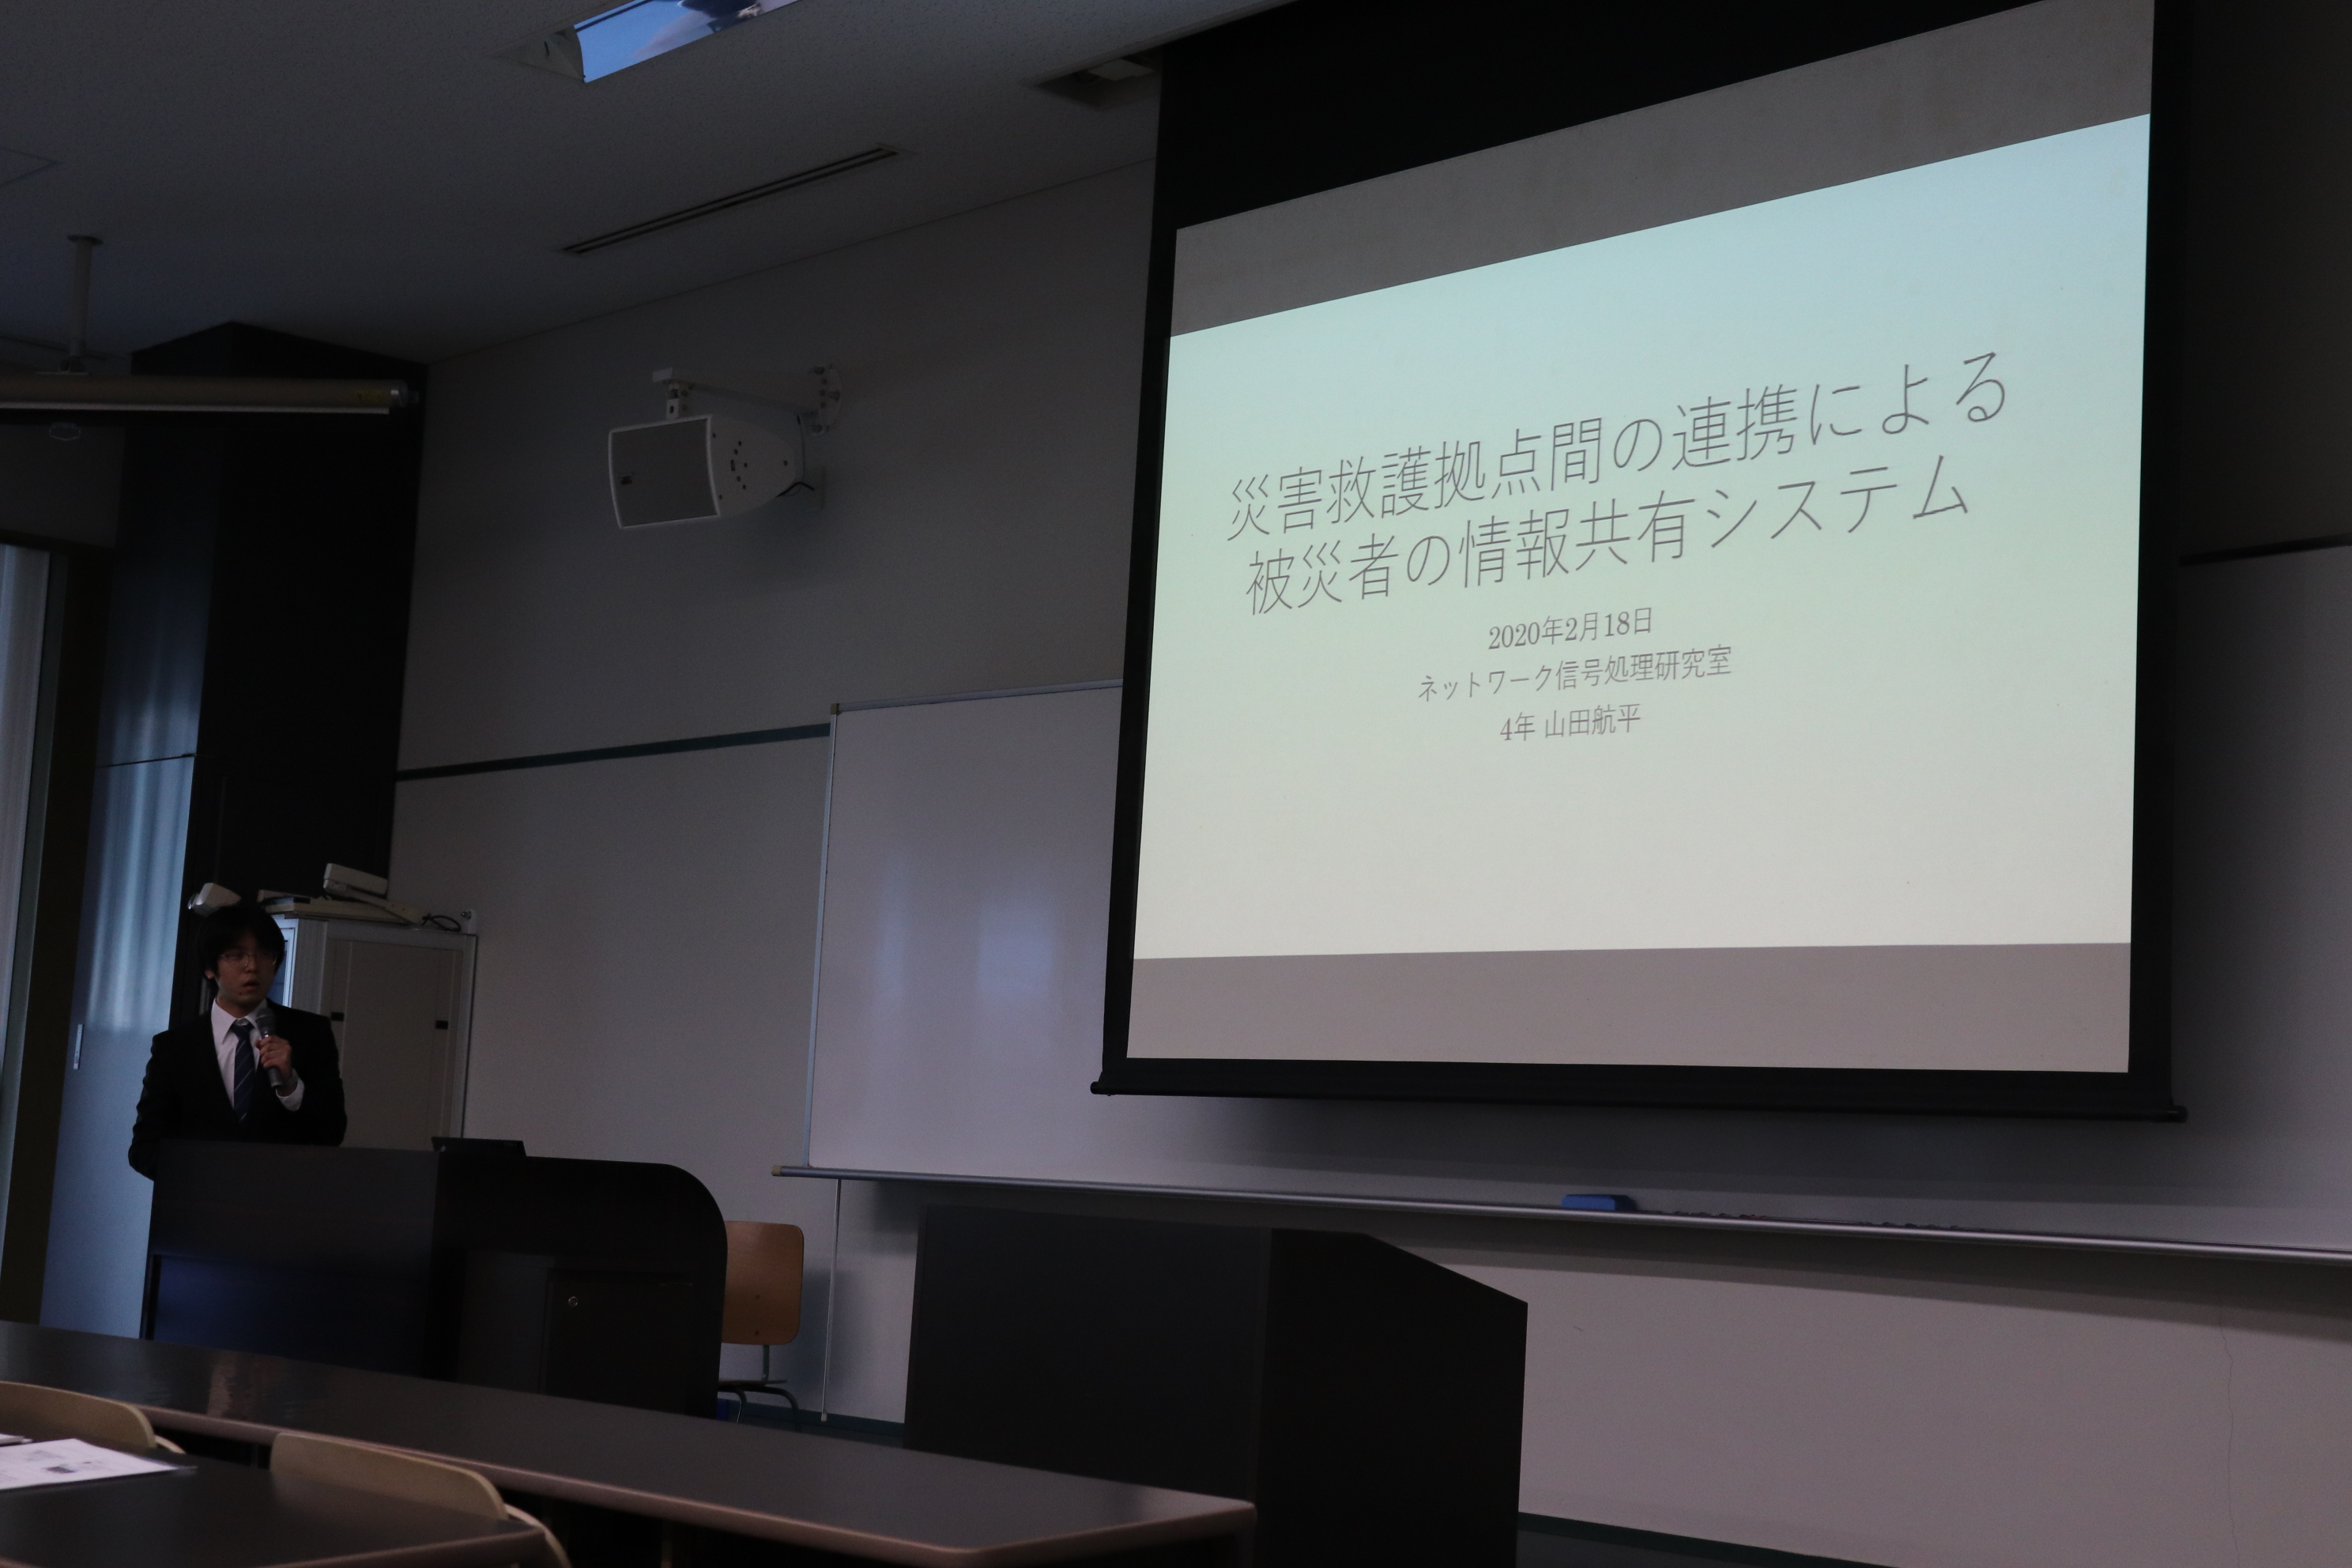 災害救護拠点間の連携による
被災者の情報共有システム
2020年2月18日
ネットワーク信号処理研究室
4年 山田航平